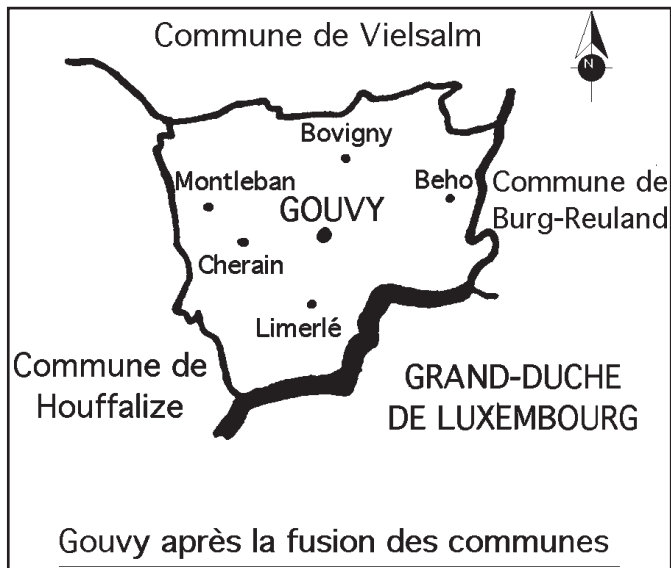 Commune de Vielsalm
N
Bovigny
Montleban
Beho
Commune de
Burg-Reuland
GOUVY
Cherain
Limerlé
Commune de
Houffalize
GRAND-DUCHE
DE LUXEMBOURG
Gouvy après la fusion des communes